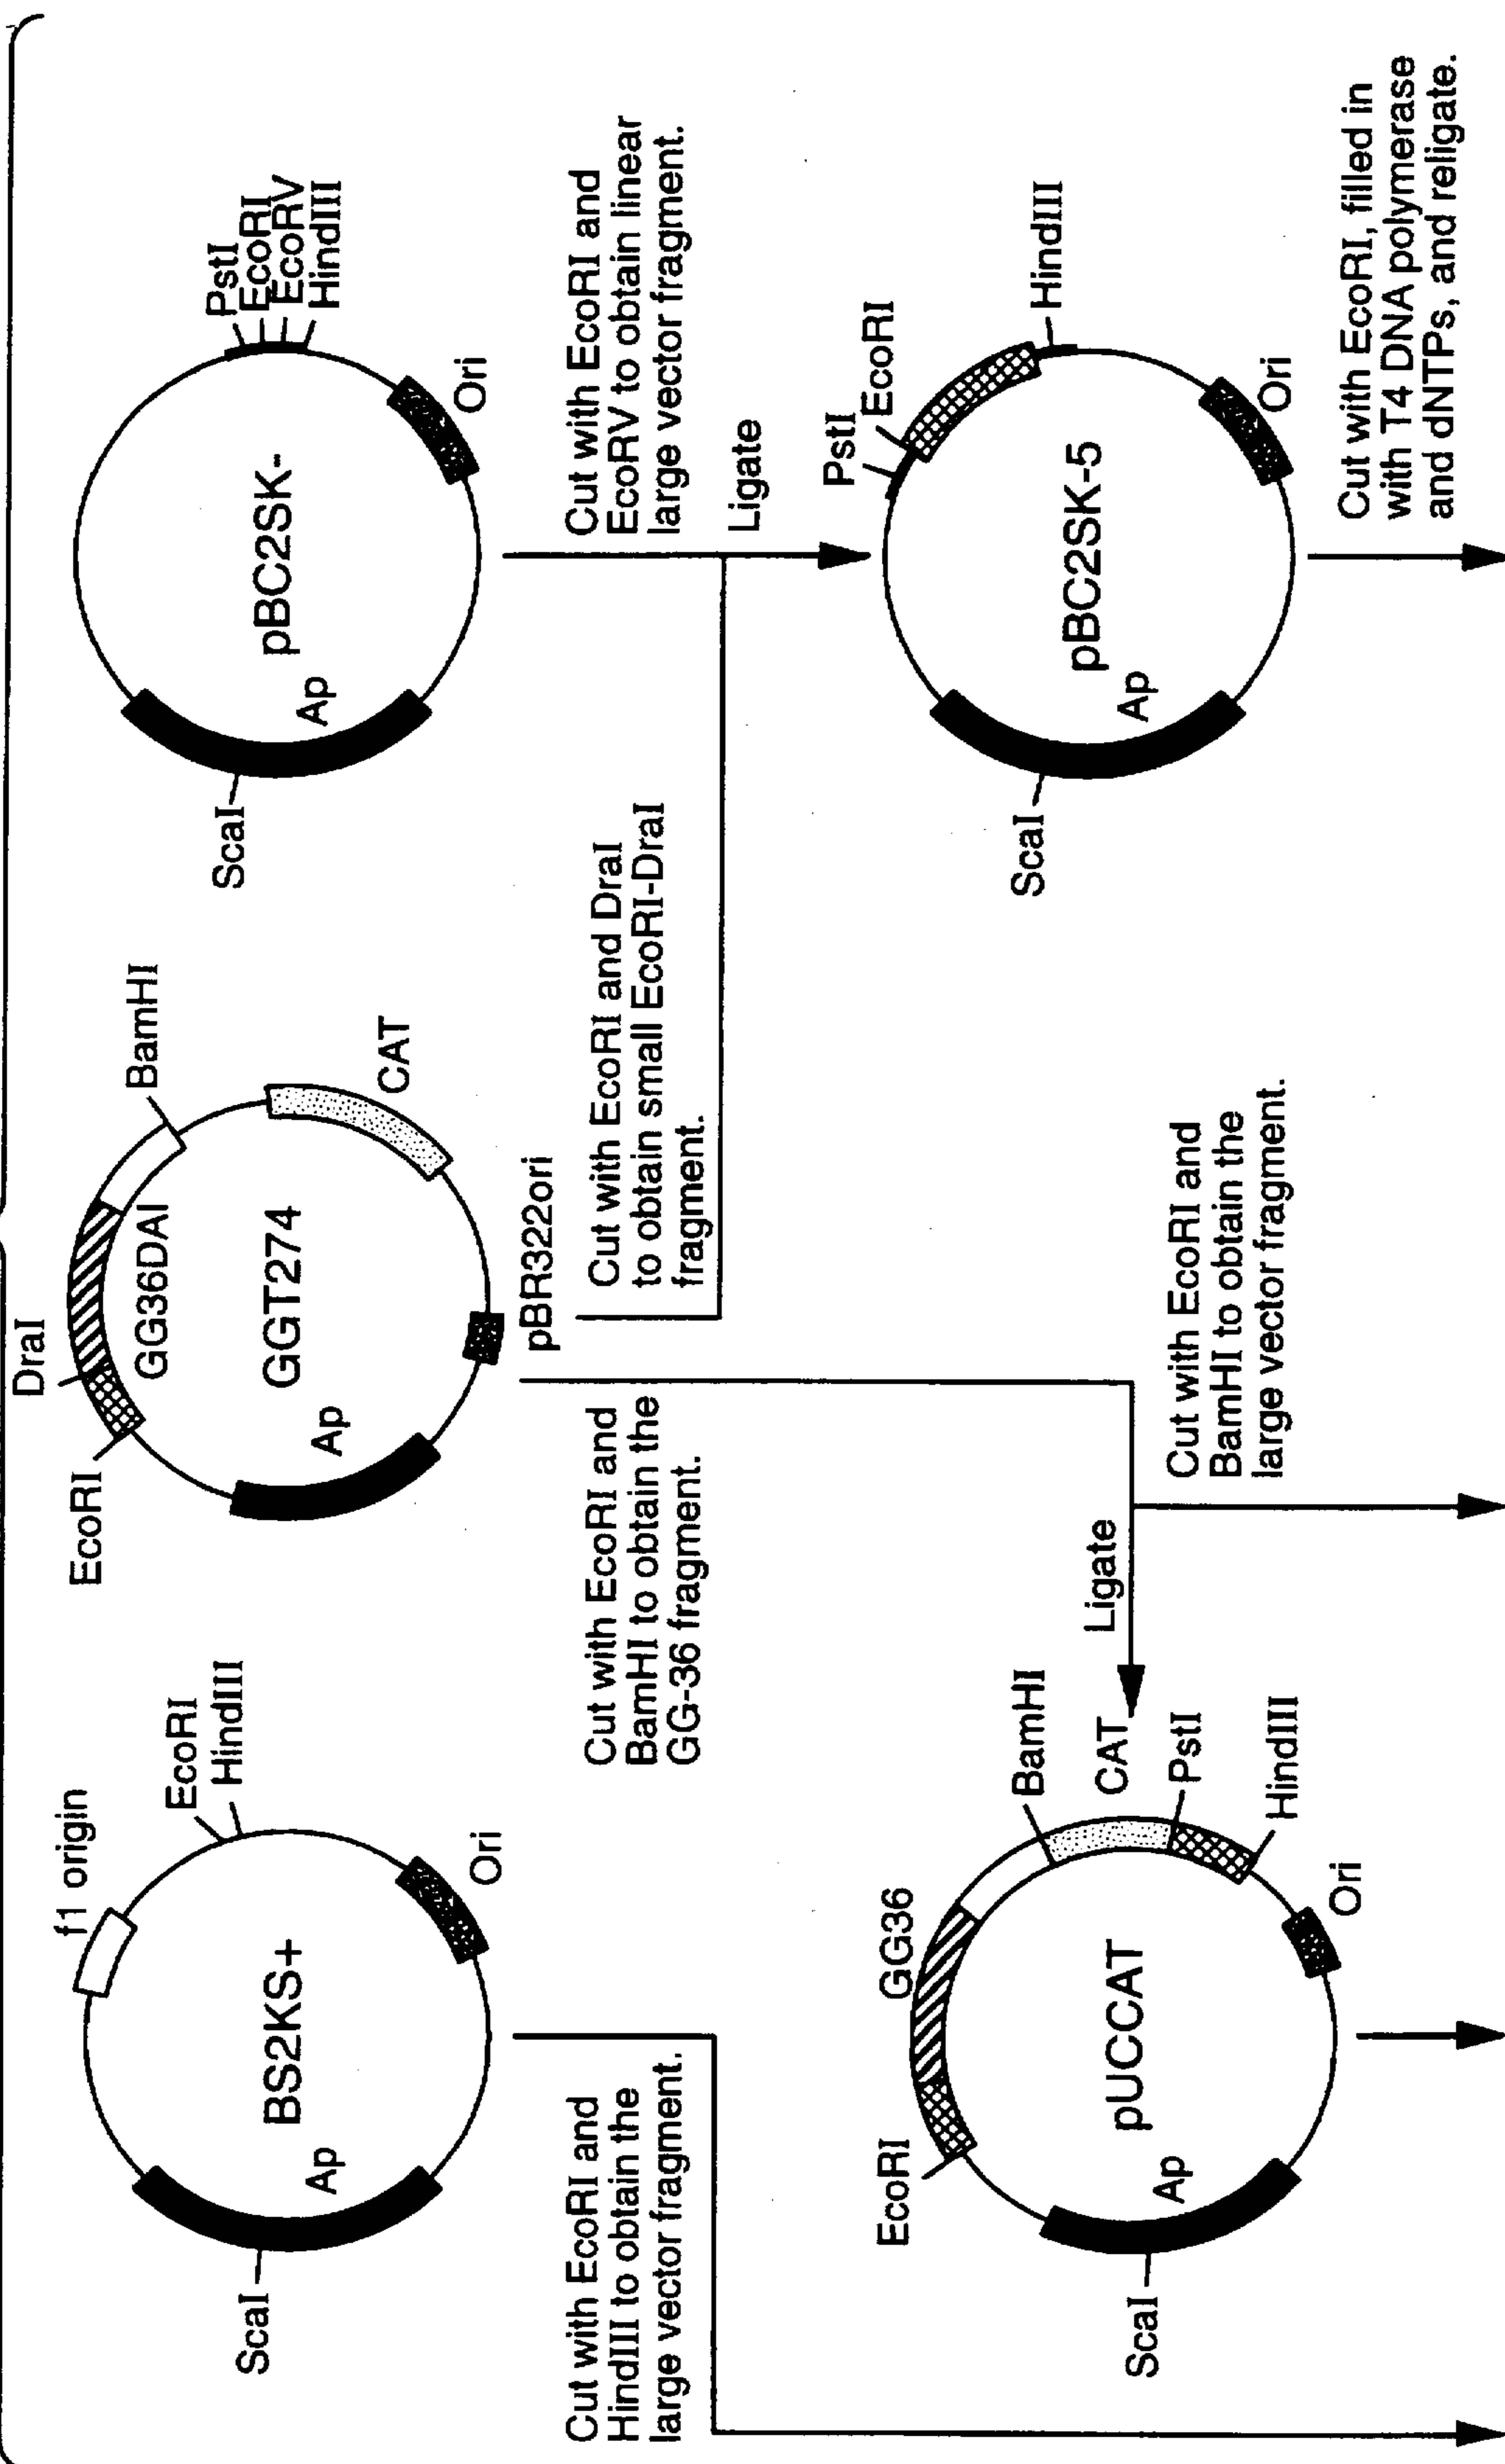 f1 origin
EcoRI
HindIII
ScaI
BS2KS+
Ap
Ori
Cut with EcoRI and
HindIII to obtain the
large vector fragment.
DraI
EcoRI
BamHI
GG36DAI
GGT274
Ap
CAT
pBR322ori
Cut with EcoRI and
BamHI to obtain the
GG-36 fragment.
Cut with EcoRI and DraI
to obtain small EcoRI-DraI
fragment.
PstI
EcoRI
EcoRV
HindIII
ScaI
pBC2SK-
Ap
Ori
Cut with EcoRI and
EcoRV to obtain linear
large vector fragment.
Ligate
GG36
EcoRI
BamHI
CAT
PstI
HindIII
ScaI
pUCCAT
Ap
Ori
Ligate
Cut with EcoRI and
BamHI to obtain the
large vector fragment.
PstI
EcoRI
HindIII
ScaI
pBC2SK-5
Ap
Ori
Cut with EcoRI, filled in
with T4 DNA polymerase
and dNTPs, and religate.